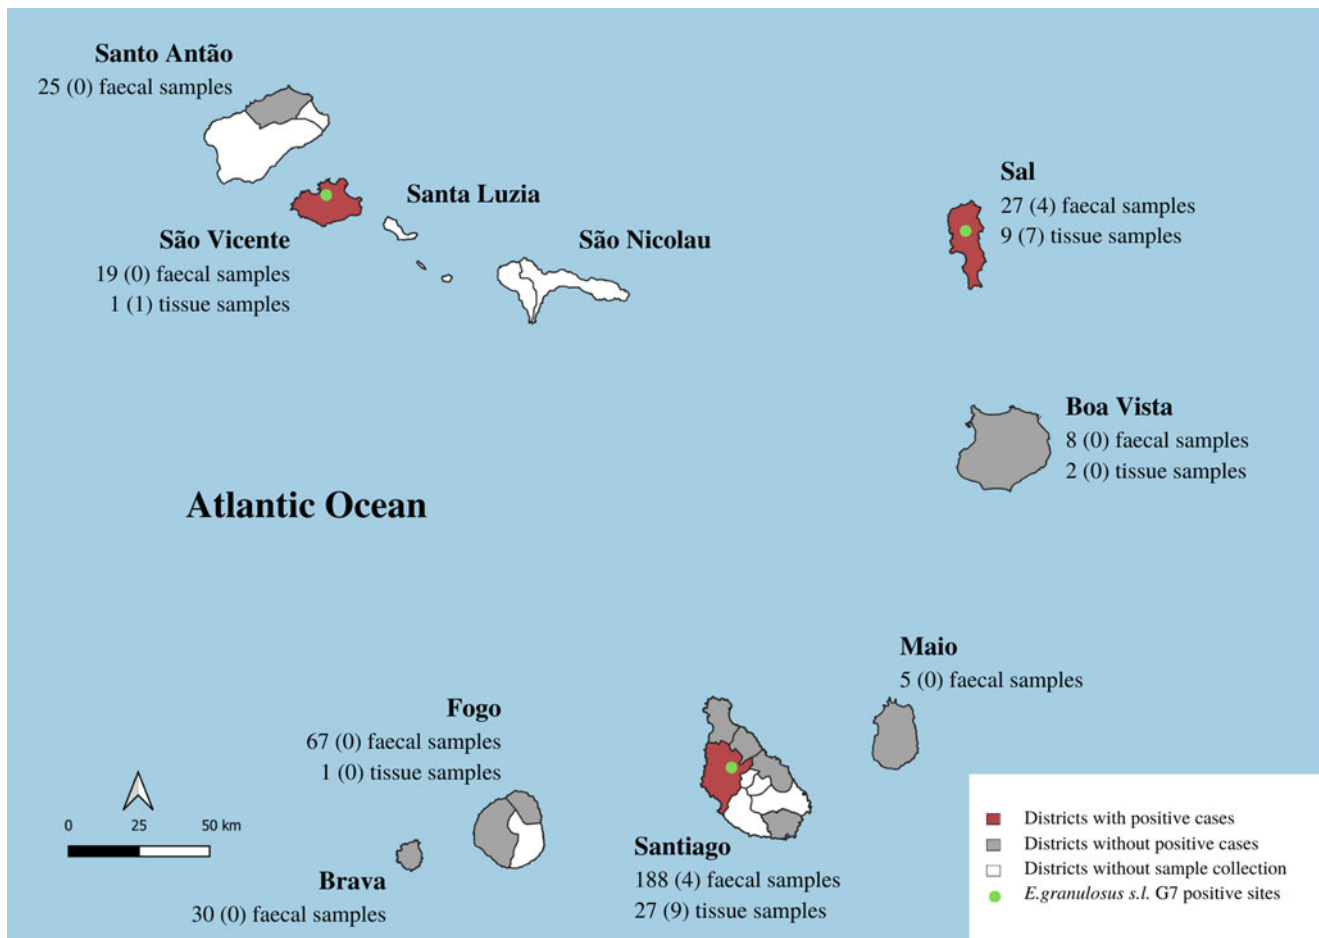 Santo Antão
25 (0) faecal samples
São Vicente
19 (0) faecal samples
1 (1) tissue samples
Santa Luzia
São Nicolau
Sal
27 (4) faecal samples
9 (7) tissue samples
Boa Vista
8 (0) faecal samples
2 (0) tissue samples
Atlantic Ocean
Maio
5 (0) faecal samples
Fogo
67 (0) faecal samples
1 (0) tissue samples
Santiago
188 (4) faecal samples
27 (9) tissue samples
Brava
30 (0) faecal samples
0 25 50 km
Districts with positive cases
Districts without positive cases
Districts without sample collection
E.granulosus s.l. G7 positive sites